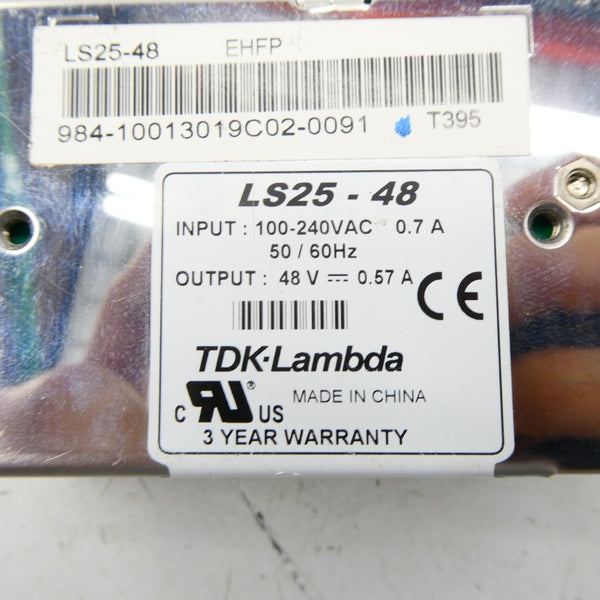 LS25-48 EHFP
984-10013019C02-0091 T395
LS25 - 48
INPUT : 100-240VAC 0.7 A
50 / 60Hz
OUTPUT : 48 V ⎓ 0.57 A
CE
TDK·Lambda
C RU ® US MADE IN CHINA
3 YEAR WARRANTY